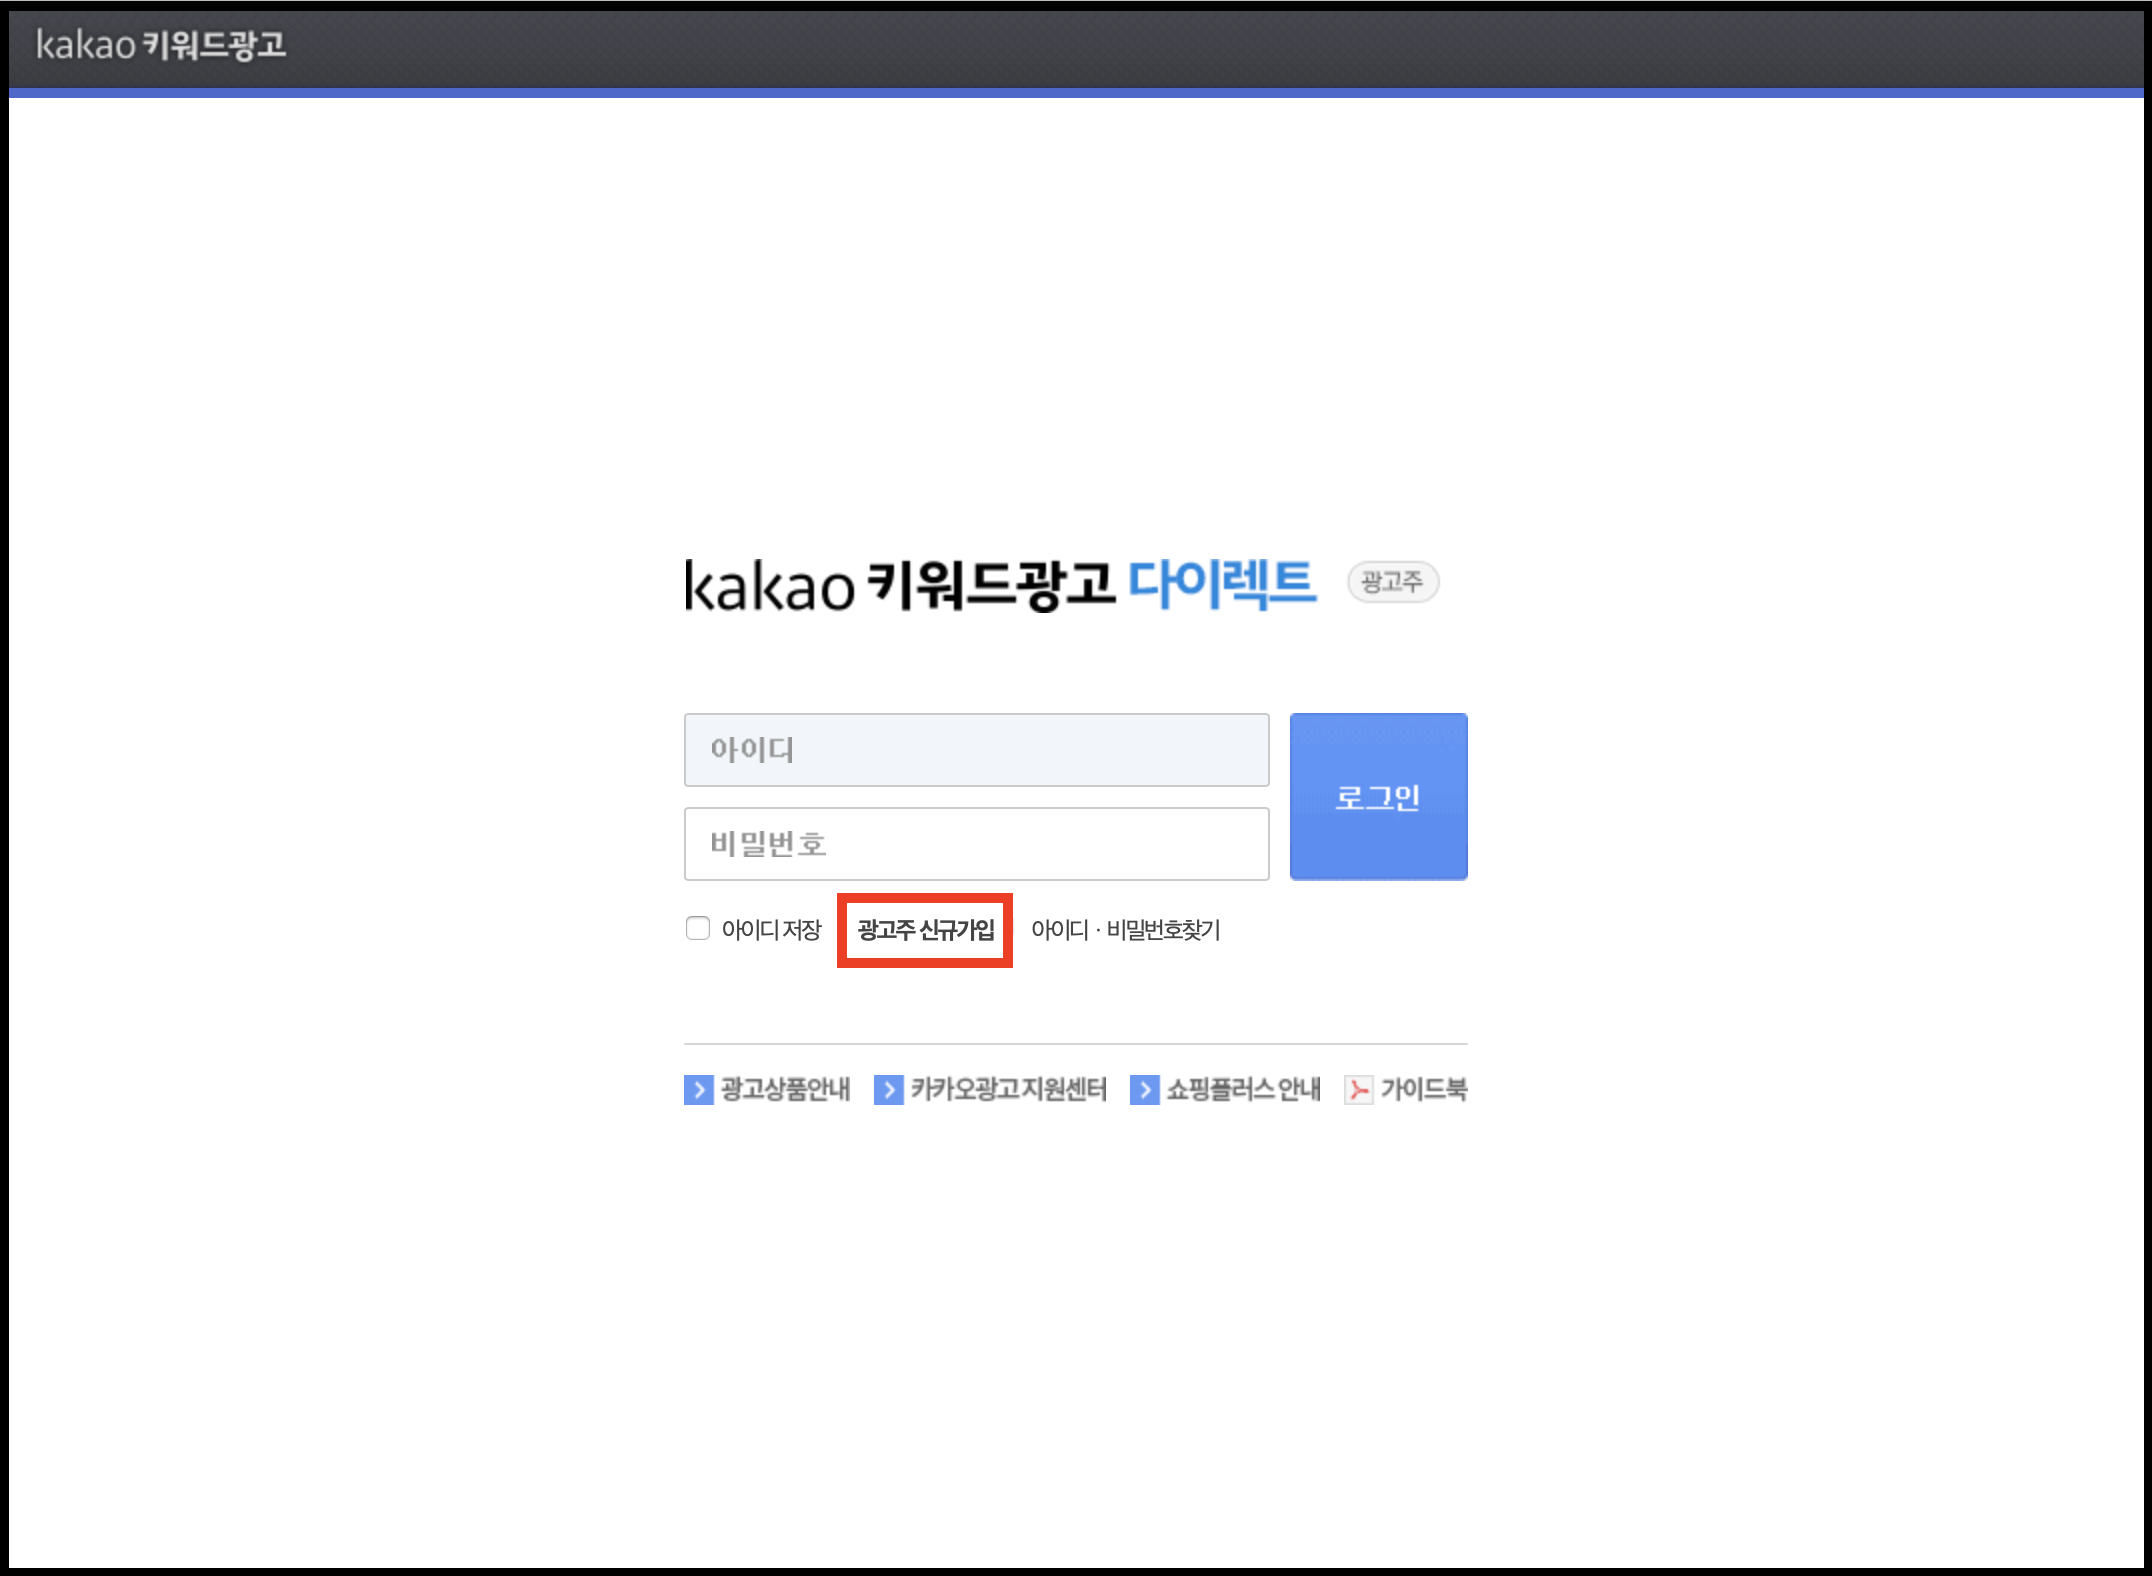 kakao 키워드광고
kakao 키워드광고 다이렉트 광고주
아이디
비밀번호
로그인
아이디 저장 광고주 신규가입 아이디 · 비밀번호찾기
광고상품안내 카카오광고 지원센터 쇼핑플러스 안내 가이드북